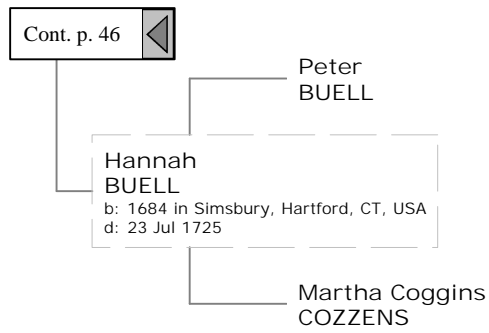 Cont. p. 46
Peter
BUELL
Hannah
BUELL
b: 1684 in Simsbury, Hartford, CT, USA
d: 23 Jul 1725
Martha Coggins
COZZENS